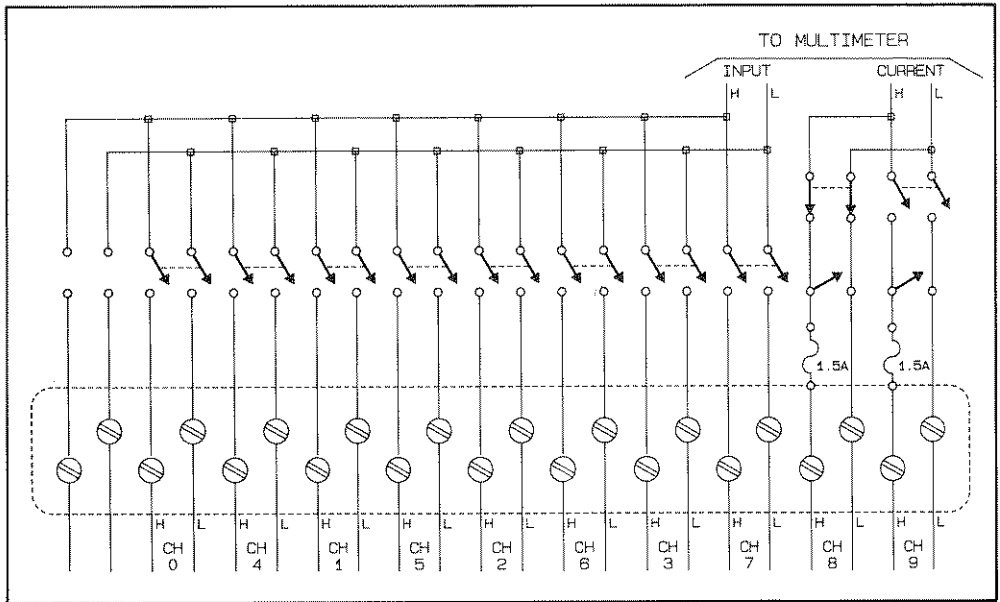 TO MULTIMETER
INPUT CURRENT
H L H L
1.5A 1.5A
H L H L H L H L H L H L H L H L H L H L
CH CH CH CH CH CH CH CH CH CH
0 4 1 5 2 6 3 7 8 9